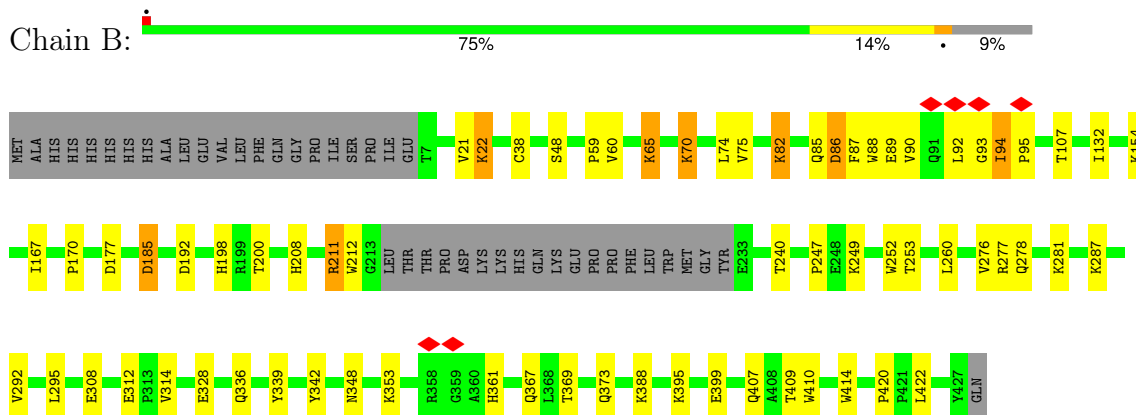 Chain B:
75% 14% • 9%
MET ALA HIS HIS HIS HIS HIS HIS ALA LEU GLU VAL LEU PHE GLN GLY PRO ILE SER PRO ILE GLU T7 V21 K22 C38 S48 P59 V60 K65 K70 L74 V75 K82 Q85 D86 F87 W88 E89 V90 Q91 L92 G93 I94 P95 T107 I132 K154
I167 P170 D177 D185 D192 H198 R199 T200 H208 R211 W212 G213 LEU THR THR PRO ASP LYS LYS HIS GLN LYS GLU PRO PRO PHE LEU TRP MET GLY TYR E233 T240 P247 E248 K249 W252 T253 L260 V276 R277 Q278 K281 K287
V292 L295 E308 E312 P313 V314 E328 Q336 Y339 Y342 N348 K353 R358 G359 A360 H361 Q367 L368 T369 Q373 K388 K395 E399 Q407 A408 T409 W410 W414 P420 P421 L422 Y427 GLN